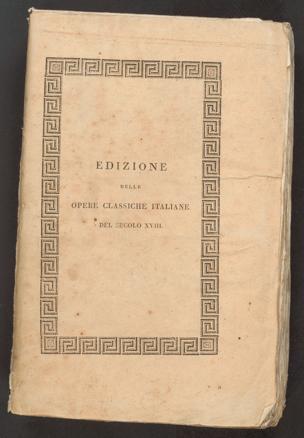 EDIZIONE
DELLE
OPERE CLASSICHE ITALIANE
DEL SECOLO XVIII.